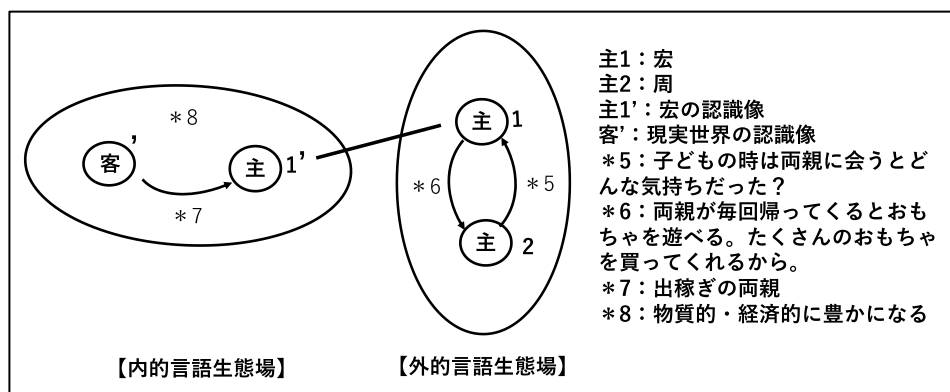 ＊8
客'
主1'
＊7
主1
＊6
＊5
主2
【内的言語生態場】
【外的言語生態場】
主1：宏
主2：周
主1'：宏の認識像
客'：現実世界の認識像
＊5：子どもの時は両親に会うとど
んな気持ちだった？
＊6：両親が毎回帰ってくるとおも
ちゃを遊べる。たくさんのおもちゃ
を買ってくれるから。
＊7：出稼ぎの両親
＊8：物質的・経済的に豊かになる